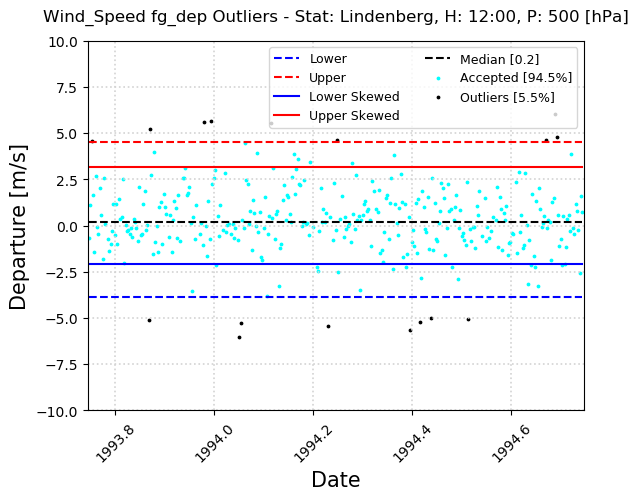 Wind_Speed fg_dep Outliers - Stat: Lindenberg, H: 12:00, P: 500 [hPa]
10.0
7.5
5.0
2.5
0.0
−2.5
−5.0
−7.5
−10.0
Departure [m/s]
Lower
Upper
Lower Skewed
Upper Skewed
Median [0.2]
Accepted [94.5%]
Outliers [5.5%]
1993.8
1994.0
1994.2
1994.4
1994.6
Date